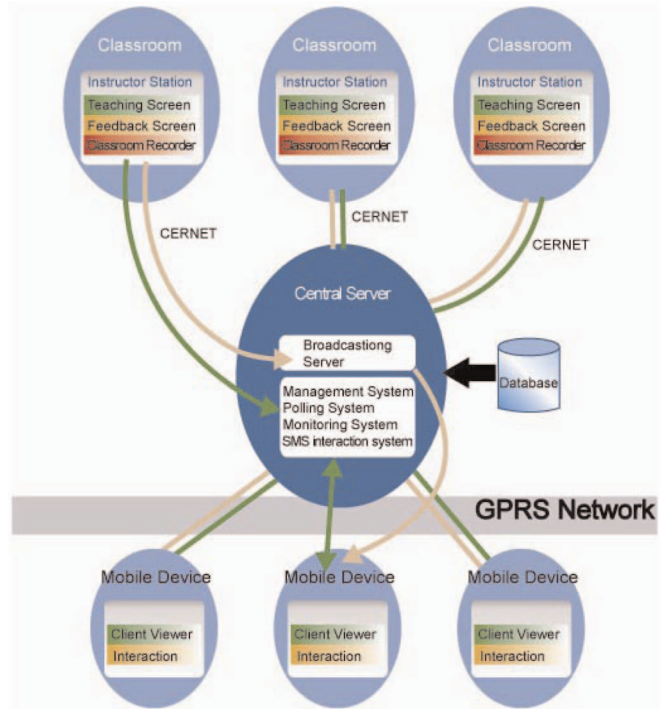 Classroom
Instructor Station
Teaching Screen
Feedback Screen
Classroom Recorder
Classroom
Instructor Station
Teaching Screen
Feedback Screen
Classroom Recorder
Classroom
Instructor Station
Teaching Screen
Feedback Screen
Classroom Recorder
CERNET
CERNET
CERNET
Central Server
Broadcastiong
Server
Management System
Polling System
Monitoring System
SMS interaction system
Database
GPRS Network
Mobile Device
Client Viewer
Interaction
Mobile Device
Client Viewer
Interaction
Mobile Device
Client Viewer
Interaction